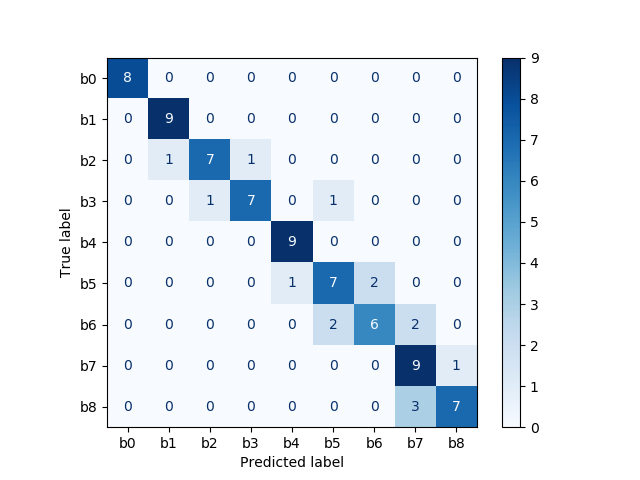 b0 8 0 0 0 0 0 0 0 0
b1 0 9 0 0 0 0 0 0 0
b2 0 1 7 1 0 0 0 0 0
b3 0 0 1 7 0 1 0 0 0
b4 0 0 0 0 9 0 0 0 0
b5 0 0 0 0 1 7 2 0 0
b6 0 0 0 0 0 2 6 2 0
b7 0 0 0 0 0 0 0 9 1
b8 0 0 0 0 0 0 0 3 7
b0 b1 b2 b3 b4 b5 b6 b7 b8
Predicted label
True label
9
8
7
6
5
4
3
2
1
0